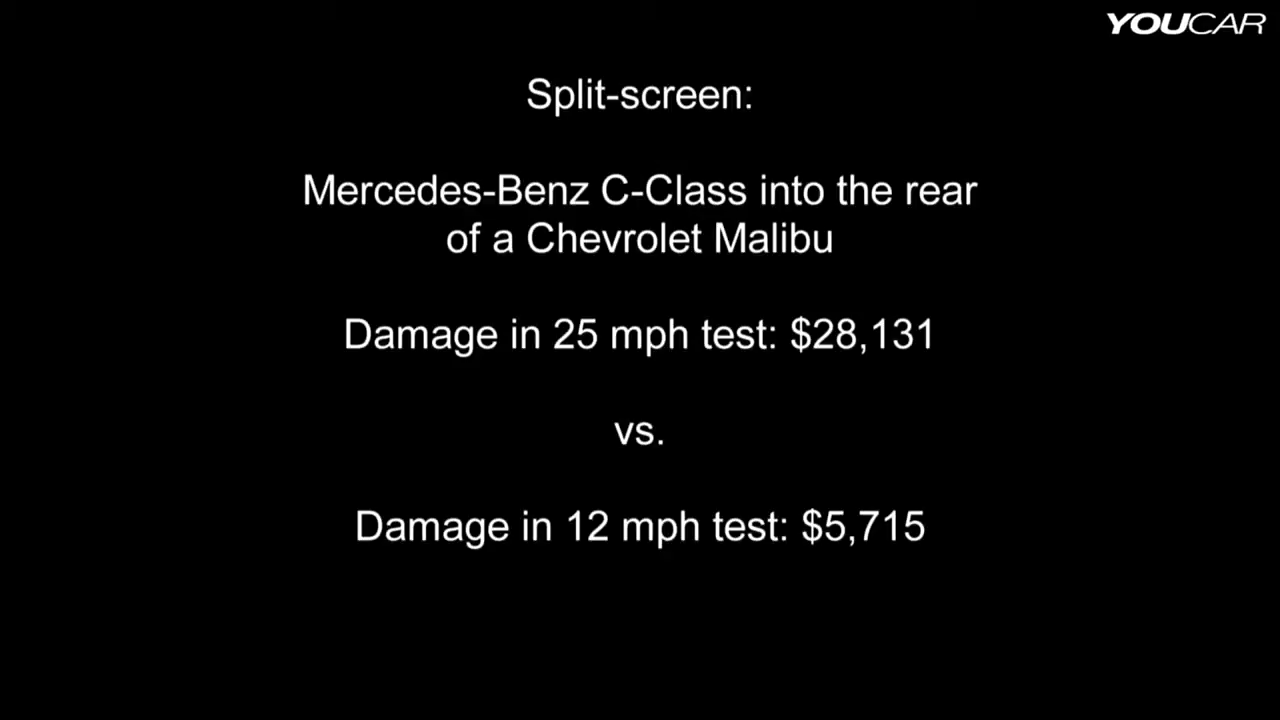 YOUCAR
Split-screen:
Mercedes-Benz C-Class into the rear
of a Chevrolet Malibu
Damage in 25 mph test: $28,131
vs.
Damage in 12 mph test: $5,715